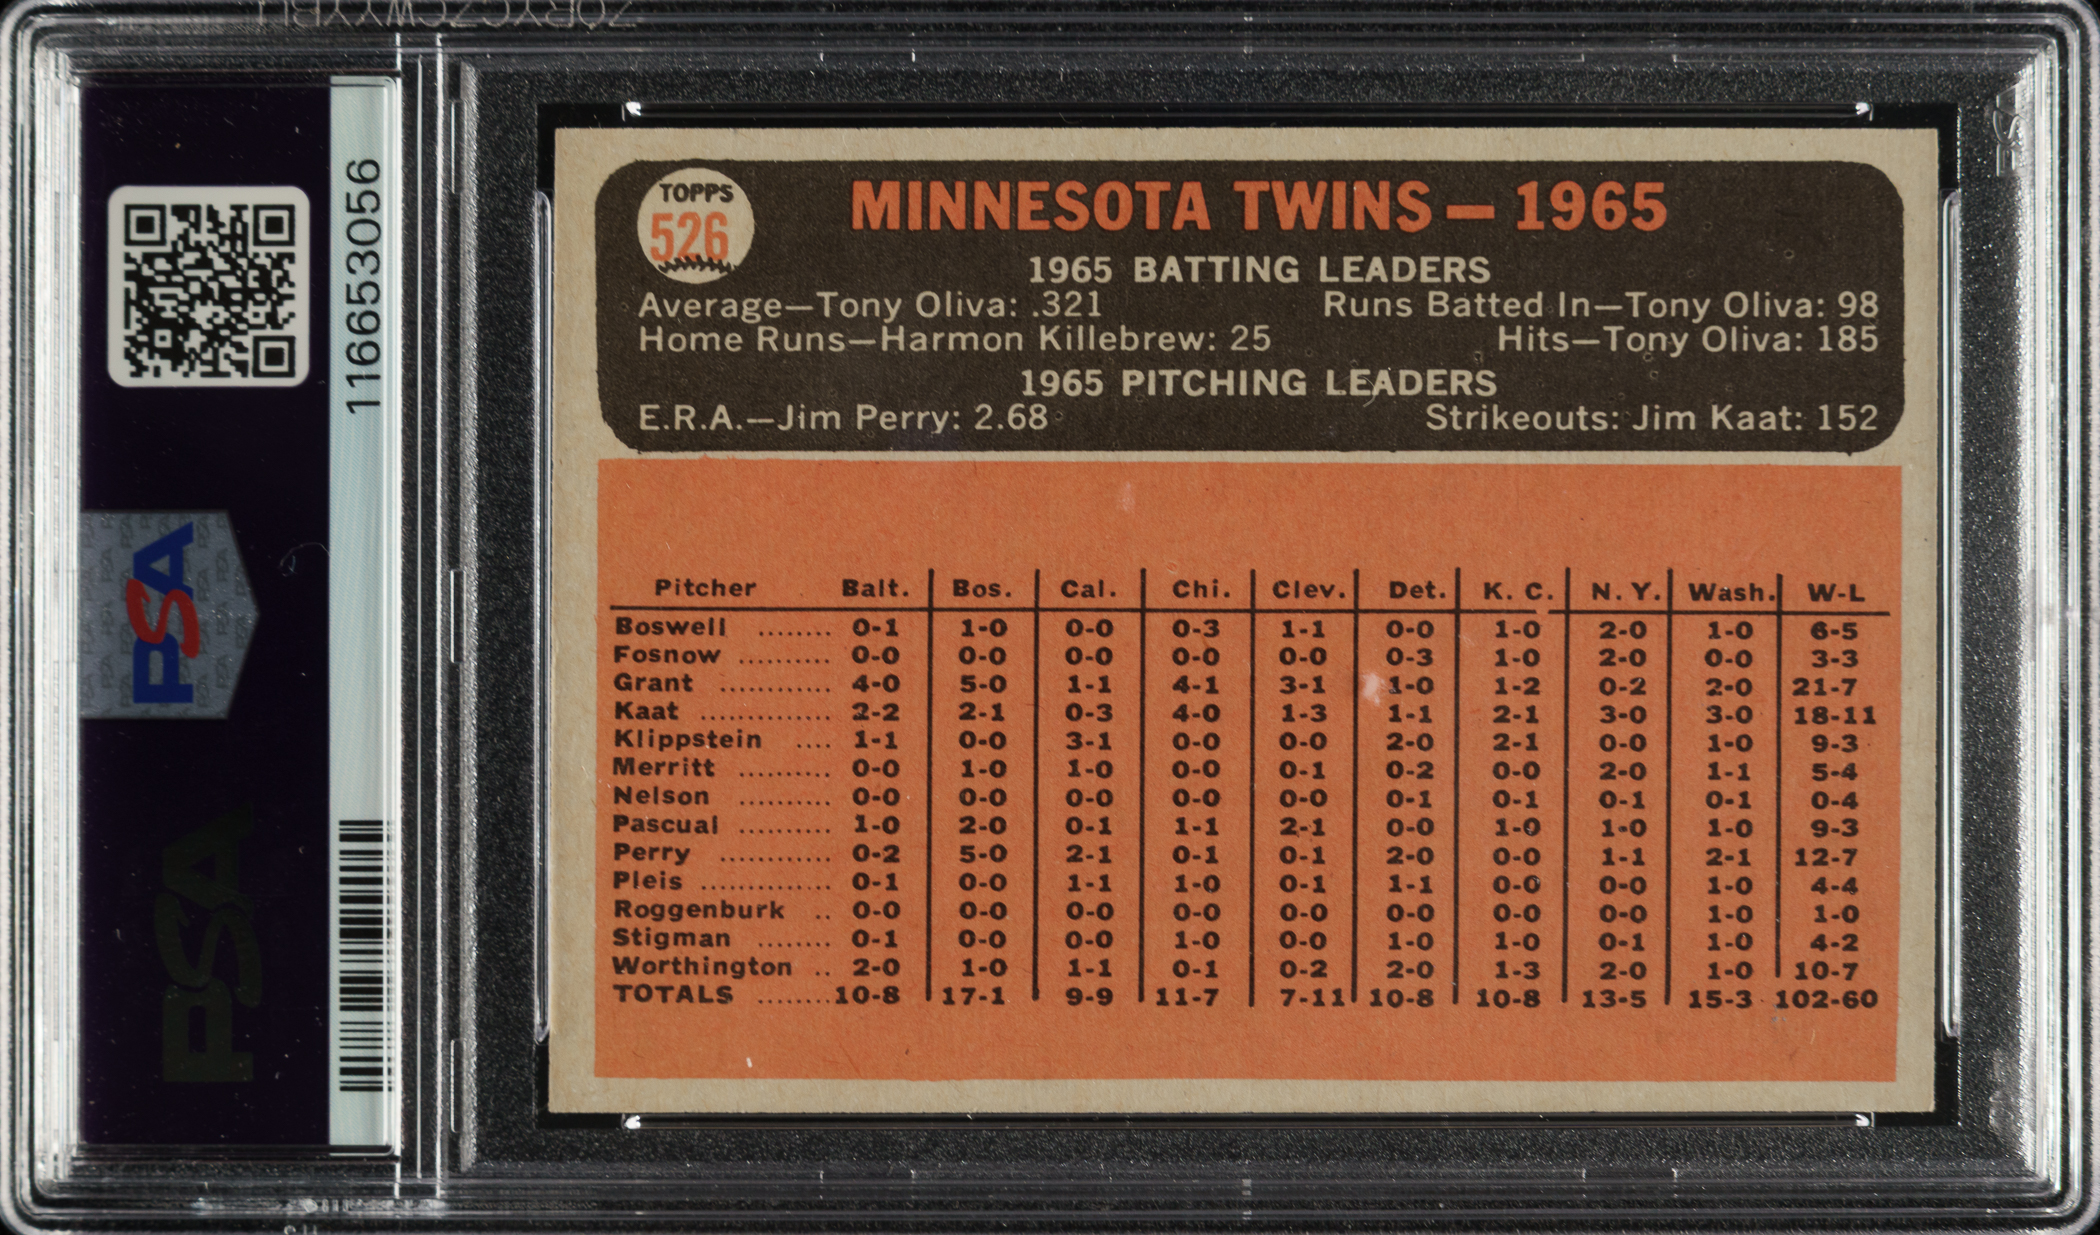 116653056
PSA
PSA
TOPPS
526
MINNESOTA TWINS — 1965
1965 BATTING LEADERS
Average—Tony Oliva: .321 Runs Batted In—Tony Oliva: 98
Home Runs—Harmon Killebrew: 25 Hits—Tony Oliva: 185
1965 PITCHING LEADERS
E.R.A.—Jim Perry: 2.68 Strikeouts: Jim Kaat: 152
Pitcher Balt. Bos. Cal. Chi. Clev. Det. K. C. N. Y. Wash. W-L
Boswell ........ 0-1 1-0 0-0 0-3 1-1 0-0 1-0 2-0 1-0 6-5
Fosnow .......... 0-0 0-0 0-0 0-0 0-0 0-3 1-0 2-0 0-0 3-3
Grant ............ 4-0 5-0 1-1 4-1 3-1 1-0 1-2 0-2 2-0 21-7
Kaat .............. 2-2 2-1 0-3 4-0 1-3 1-1 2-1 3-0 3-0 18-11
Klippstein .... 1-1 0-0 3-1 0-0 0-0 2-0 2-1 0-0 1-0 9-3
Merritt .......... 0-0 1-0 1-0 0-0 0-1 0-2 0-0 2-0 1-1 5-4
Nelson .......... 0-0 0-0 0-0 0-0 0-0 0-1 0-1 0-1 0-1 0-4
Pascual .......... 1-0 2-0 0-1 1-1 2-1 0-0 1-0 1-0 1-0 9-3
Perry ............ 0-2 5-0 2-1 0-1 0-1 2-0 0-0 1-1 2-1 12-7
Pleis .............. 0-1 0-0 1-1 1-0 0-1 1-1 0-0 0-0 1-0 4-4
Roggenburk .. 0-0 0-0 0-0 0-0 0-0 0-0 0-0 0-0 1-0 1-0
Stigman ........ 0-1 0-0 0-0 1-0 0-0 1-0 1-0 0-1 1-0 4-2
Worthington .. 2-0 1-0 1-1 0-1 0-2 2-0 1-3 2-0 1-0 10-7
TOTALS ........ 10-8 17-1 9-9 11-7 7-11 10-8 10-8 13-5 15-3 102-60